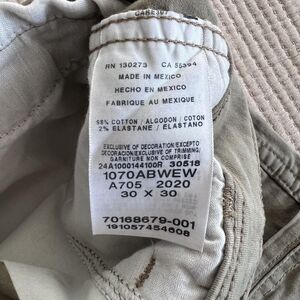 RN 130273 CA 55394
MADE IN MEXICO
HECHO EN MEXICO
FABRIQUE AU MEXIQUE
98% COTTON / ALGODON / COTON
2% ELASTANE / ELASTANO
EXCLUSIVE OF DECORATION/EXCEPTO
DECORACION/EXCLUSIVE OF TRIMMING,
GARNITURE NON COMPRISE
24A1000144100R 30518
1070ABWEW
A705 2020
30 X 30
70168679-001
191057454608